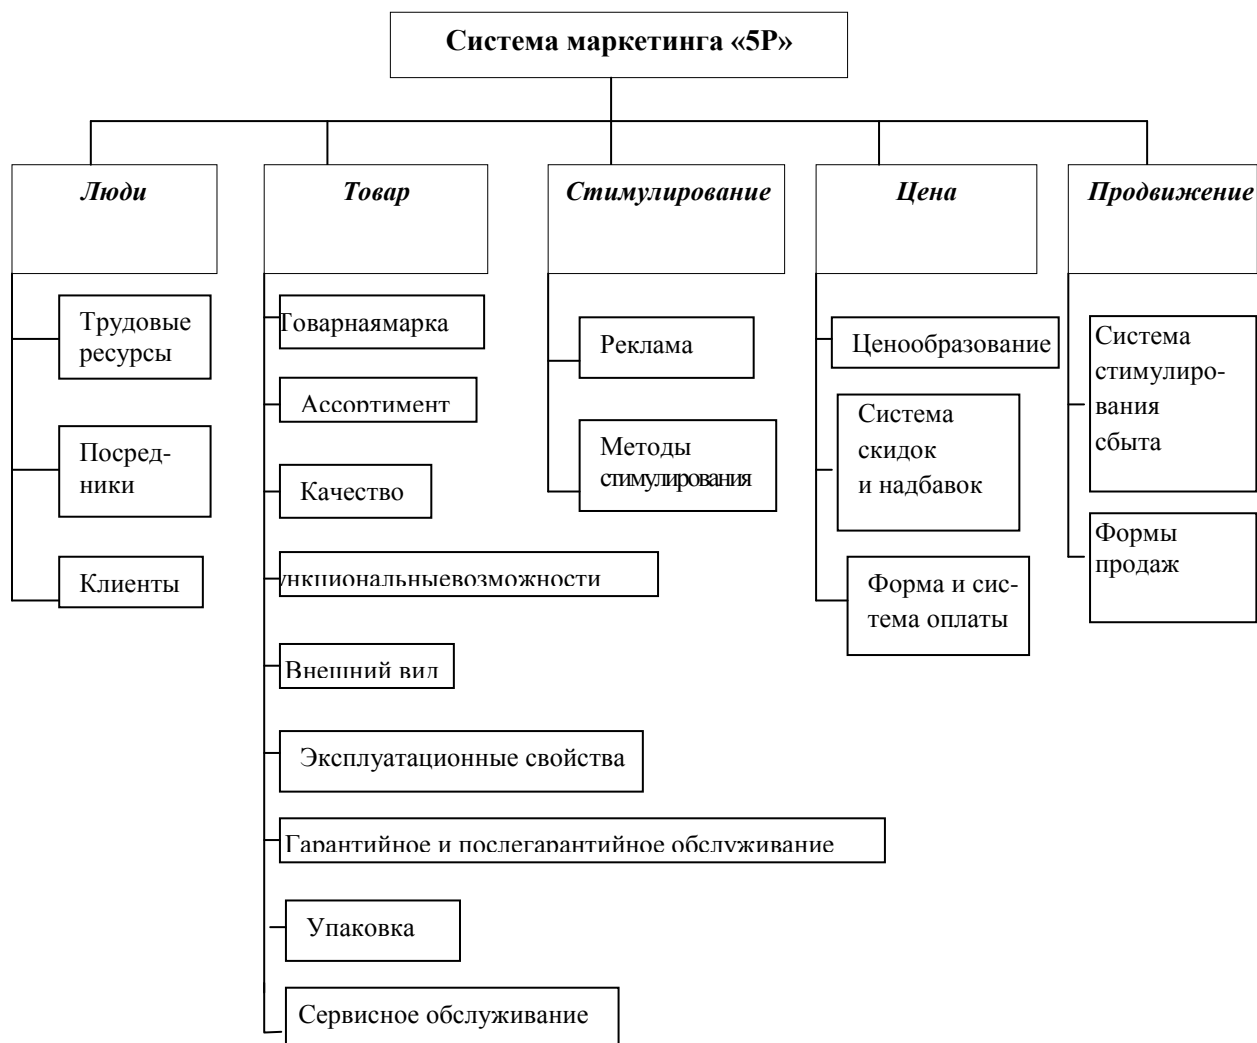 Система маркетинга «5P»
Люди
Товар
Стимулирование
Цена
Продвижение
Трудовые
ресурсы
Посред-
ники
Клиенты
Товарнаямарка
Ассортимент
Качество
ункциональныевозможности
Внешний вид
Эксплуатационные свойства
Гарантийное и послегарантийное обслуживание
Упаковка
Сервисное обслуживание
Реклама
Методы
стимулирования
Ценообразование
Система
скидок
и надбавок
Форма и сис-
тема оплаты
Система
стимулиро-
вания
сбыта
Формы
продаж